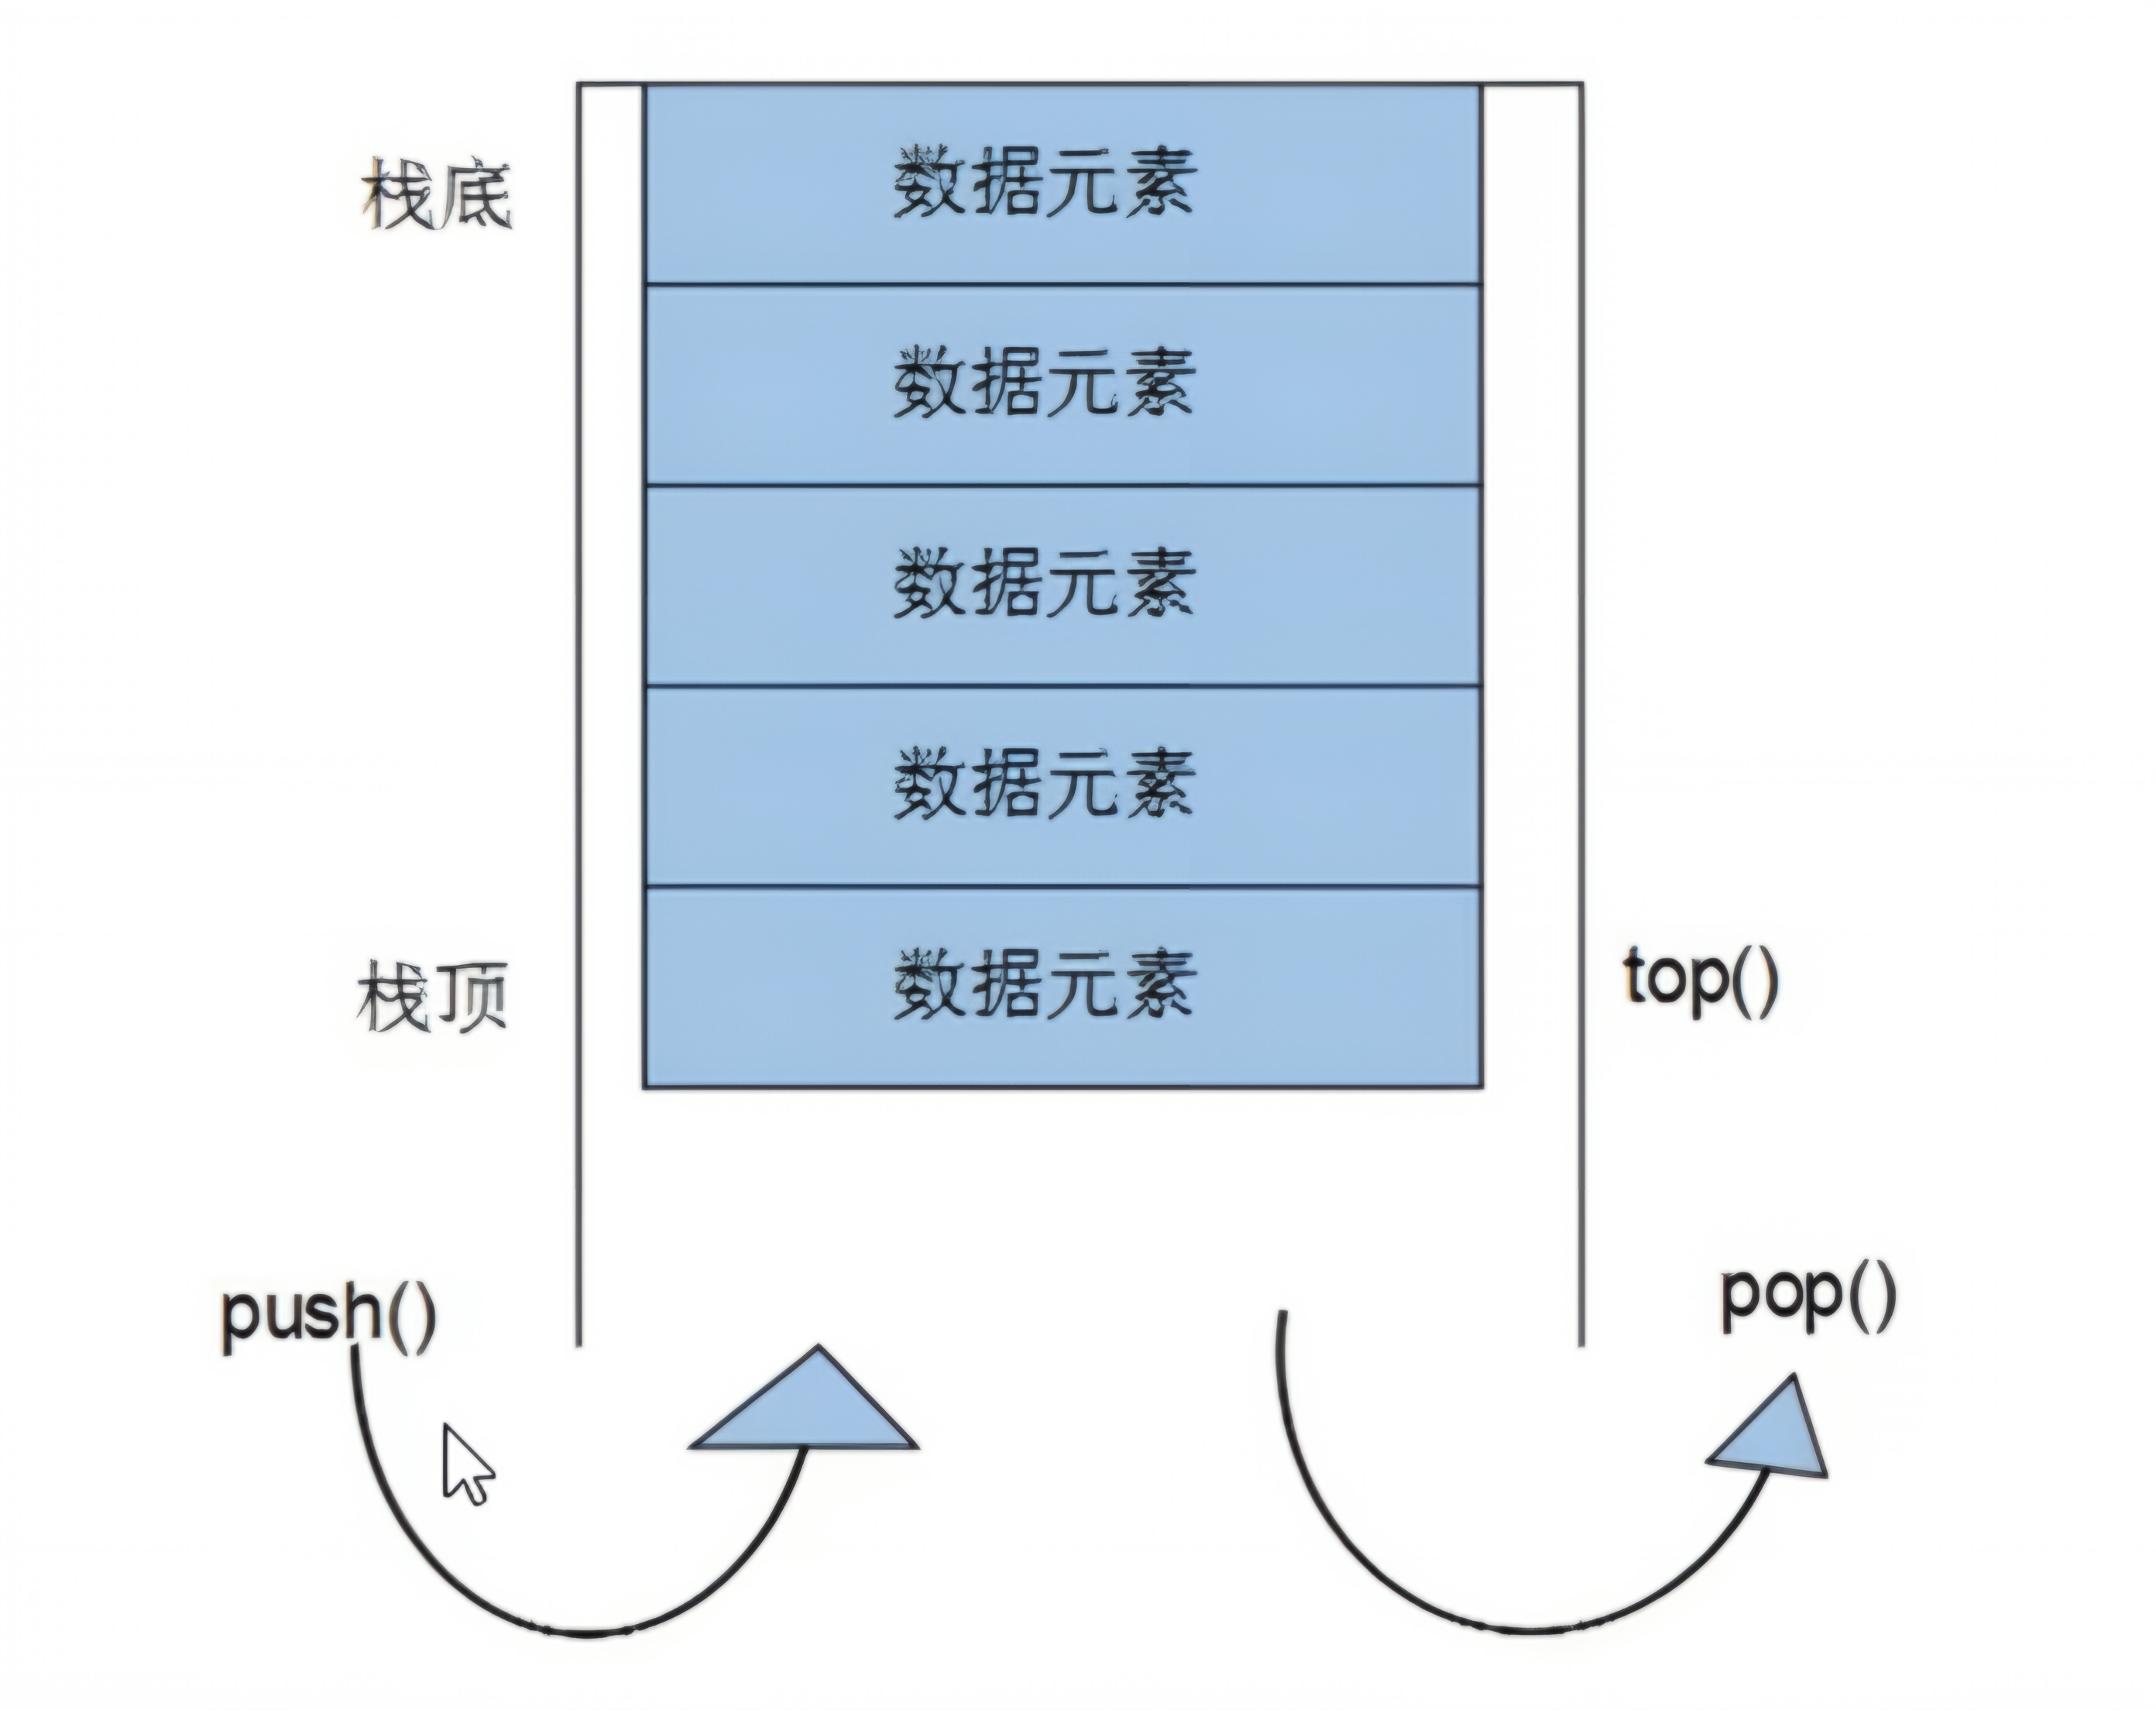 栈底
数据元素
数据元素
数据元素
数据元素
栈顶
数据元素
top()
push()
pop()